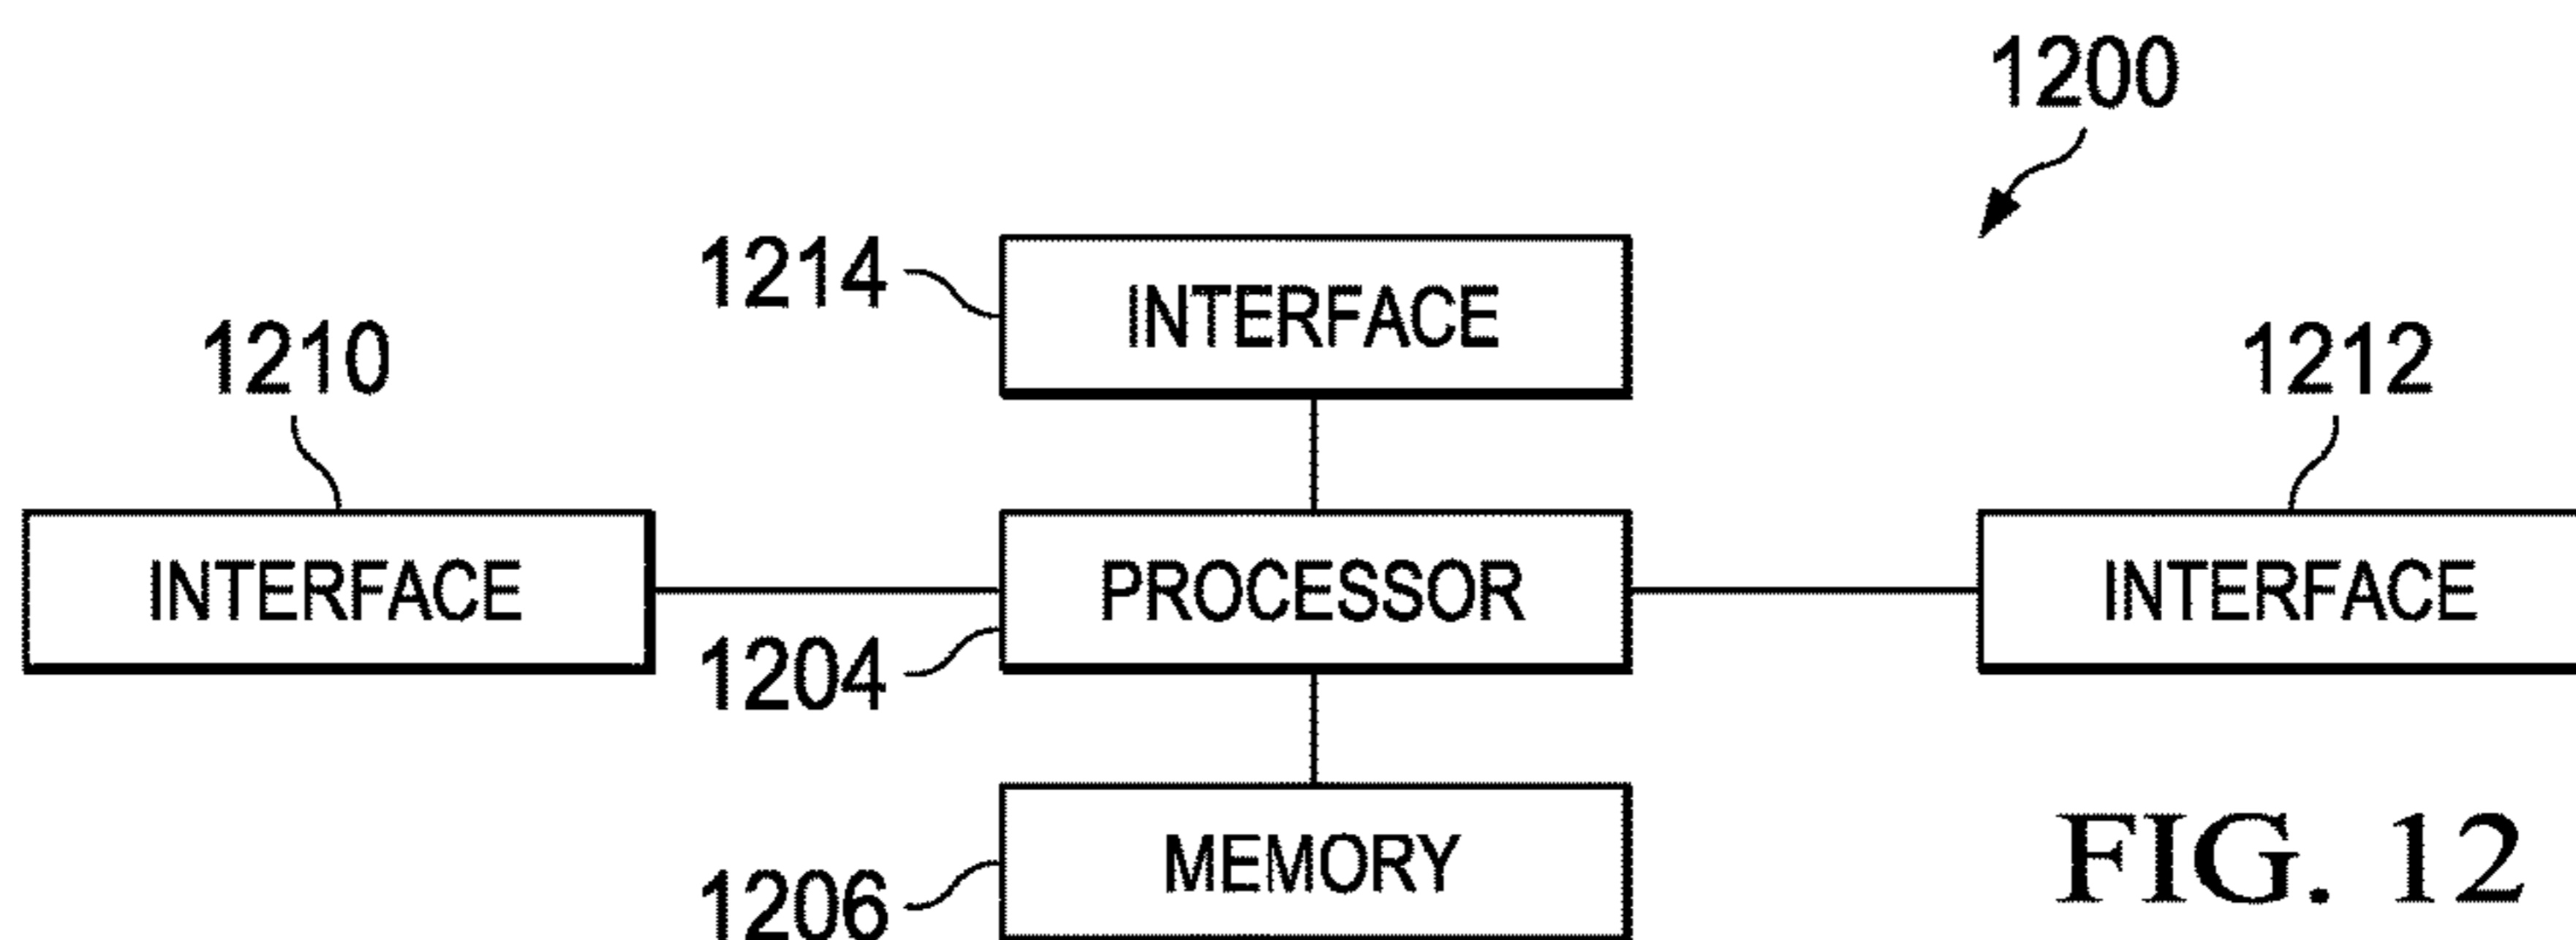 1200
1214
INTERFACE
1210
1212
INTERFACE
PROCESSOR
INTERFACE
1204
MEMORY
1206
FIG. 12